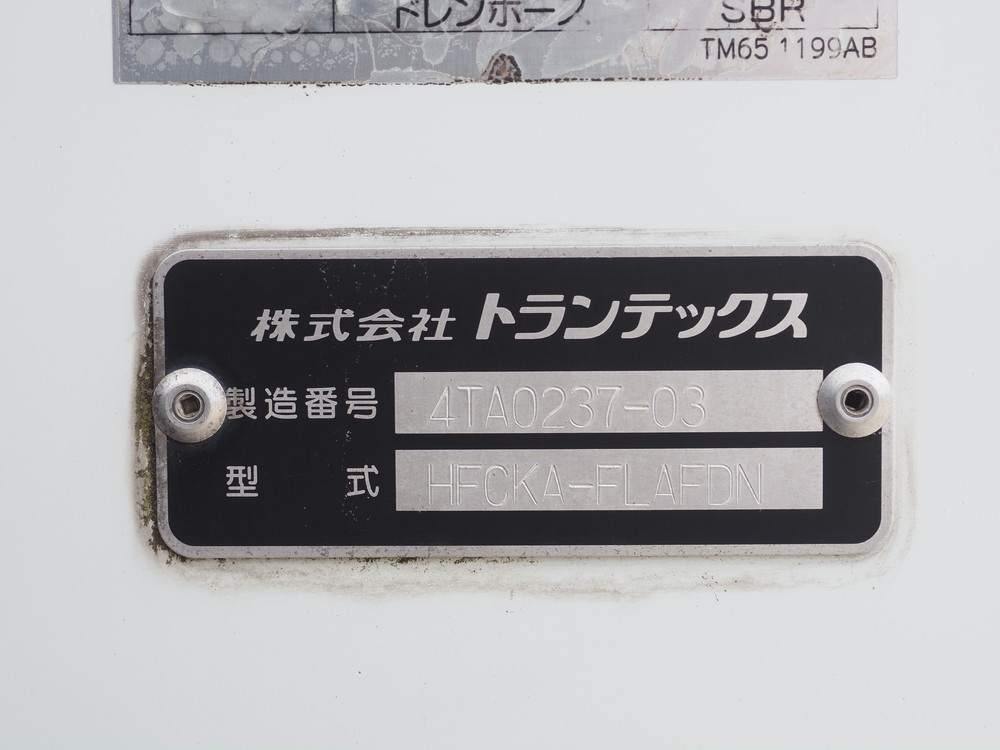 ドレンホース SBR
TM65 1199AB
株式会社 トランテックス
製造番号 4TA0237-03
型式 HFCKA-FLAFDN